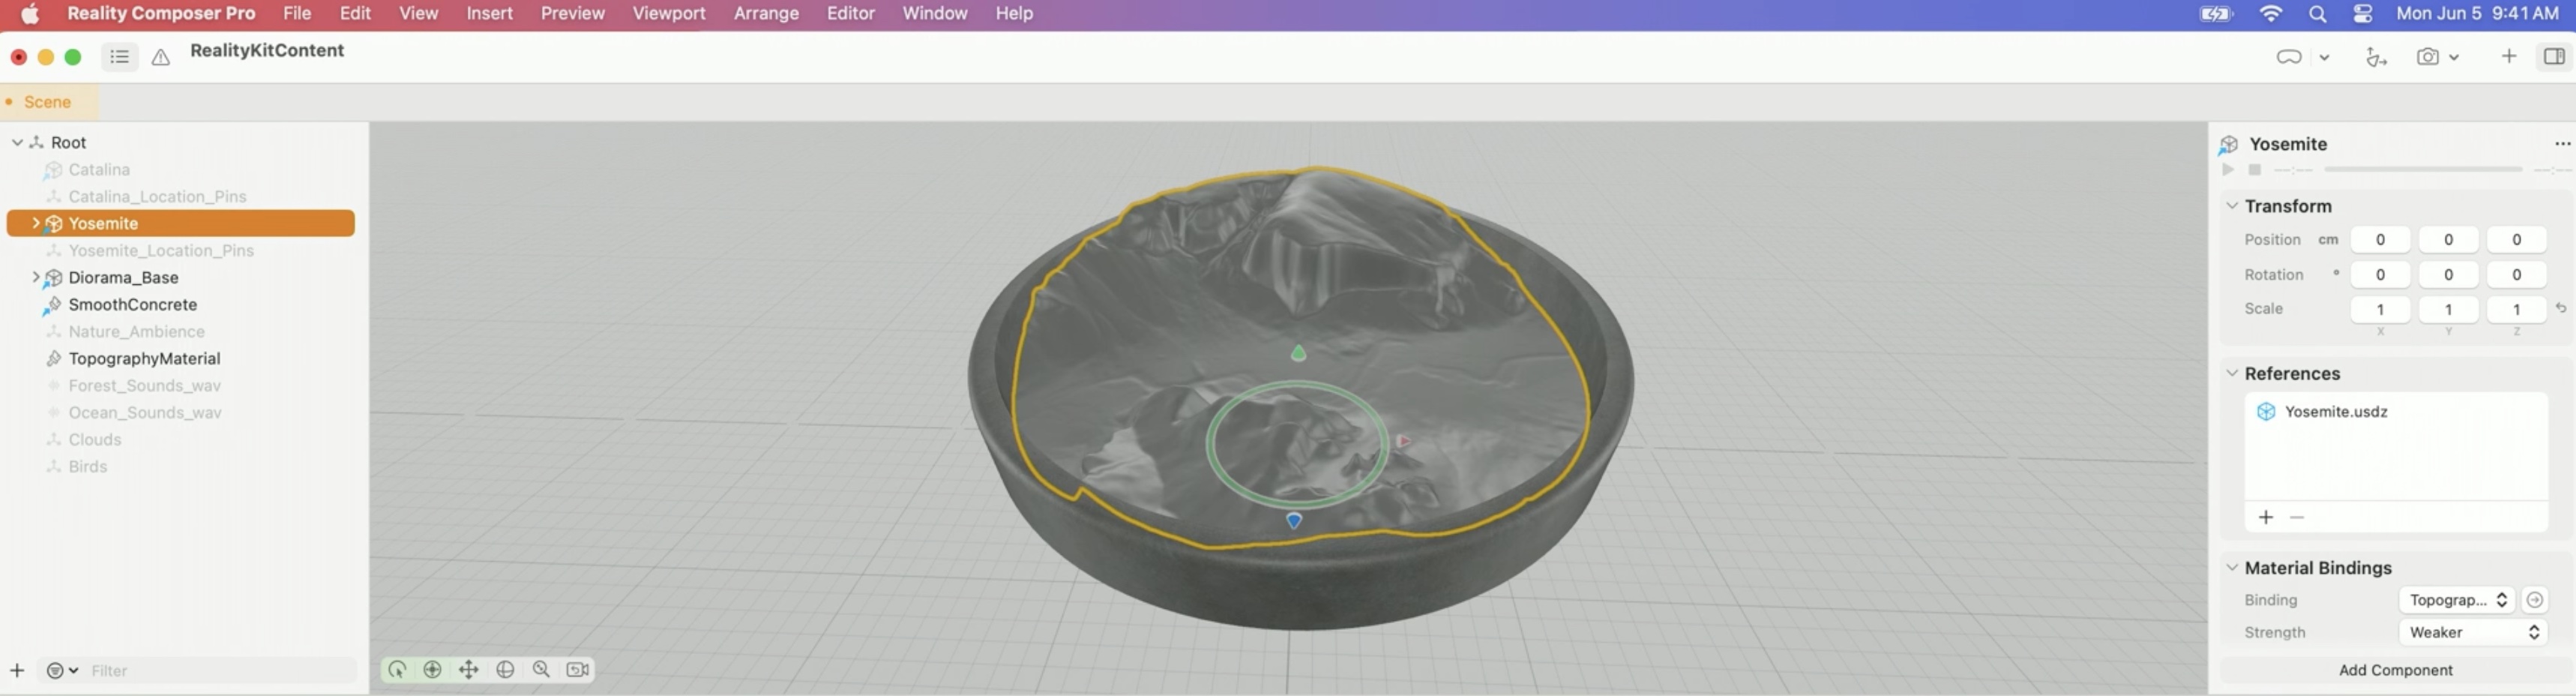 Reality Composer Pro File Edit View Insert Preview Viewport Arrange Editor Window Help Mon Jun 5 9:41 AM
RealityKitContent
Scene
Root
Catalina
Catalina_Location_Pins
Yosemite
Yosemite_Location_Pins
Diorama_Base
SmoothConcrete
Nature_Ambience
TopographyMaterial
Forest_Sounds_wav
Ocean_Sounds_wav
Clouds
Birds
Filter
Yosemite
--:-- --:--
Transform
Position cm 0 0 0
Rotation ° 0 0 0
Scale 1 1 1
X Y Z
References
Yosemite.usdz
Material Bindings
Binding Topograp...
Strength Weaker
Add Component